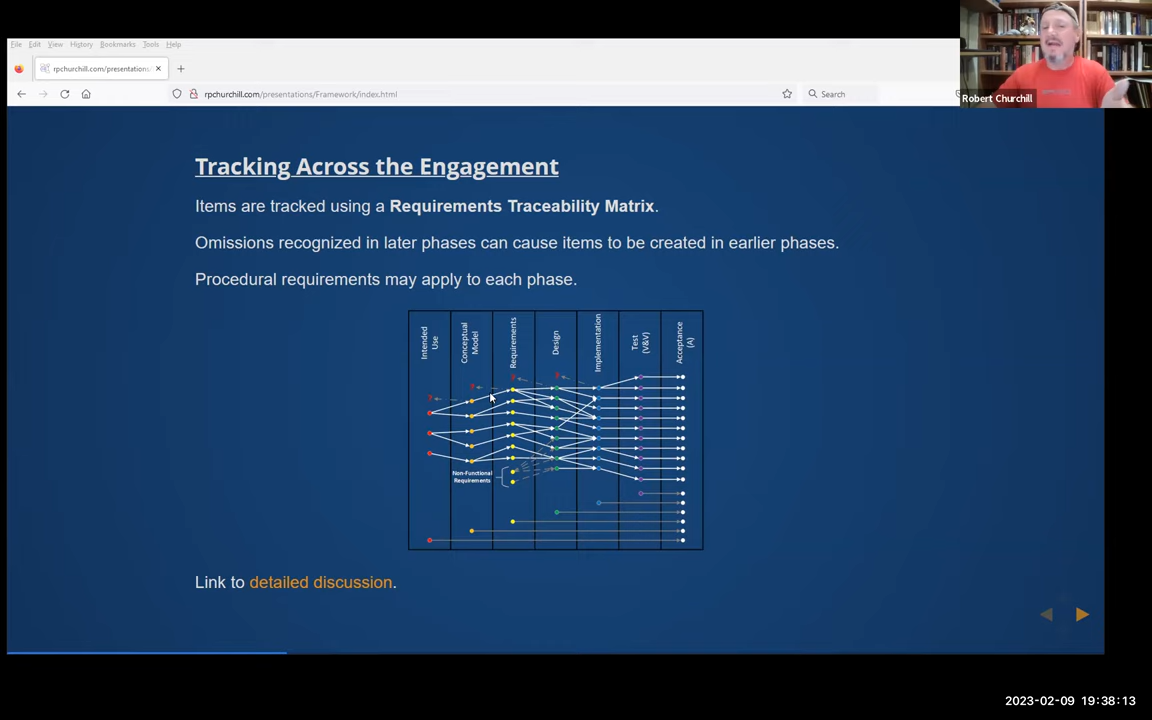 File Edit View History Bookmarks Tools Help
rpchurchill.com/presentations/
rpchurchill.com/presentations/Framework/index.html
Search
Robert Churchill
Tracking Across the Engagement
Items are tracked using a Requirements Traceability Matrix.
Omissions recognized in later phases can cause items to be created in earlier phases.
Procedural requirements may apply to each phase.
Intended
Use
Conceptual
Model
Requirements
Design
Implementation
Test
(V&V)
Acceptance
(A)
? ? ? ?
Non-Functional
Requirements
Link to detailed discussion.
2023-02-09 19:38:13